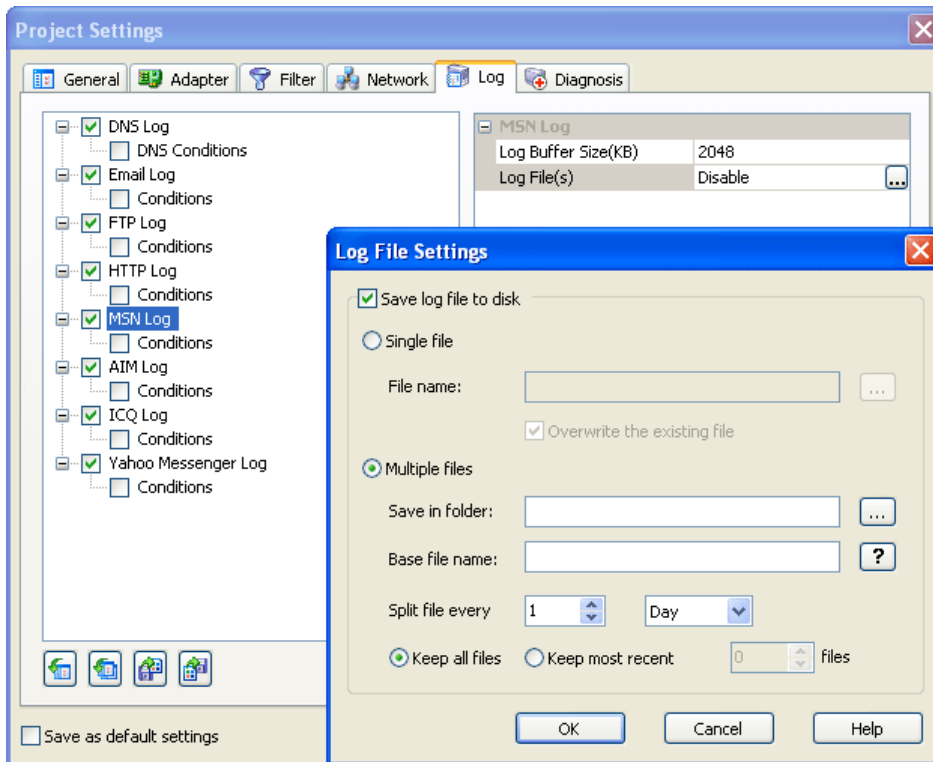 Project Settings
General Adapter Filter Network Log Diagnosis
DNS Log
DNS Conditions
Email Log
Conditions
FTP Log
Conditions
HTTP Log
Conditions
MSN Log
Conditions
AIM Log
Conditions
ICQ Log
Conditions
Yahoo Messenger Log
Conditions
MSN Log
Log Buffer Size(KB) 2048
Log File(s) Disable ...
Log File Settings
Save log file to disk
Single file
File name: ...
Overwrite the existing file
Multiple files
Save in folder: ...
Base file name: ?
Split file every 1 Day
Keep all files Keep most recent 0 files
OK Cancel Help
Save as default settings